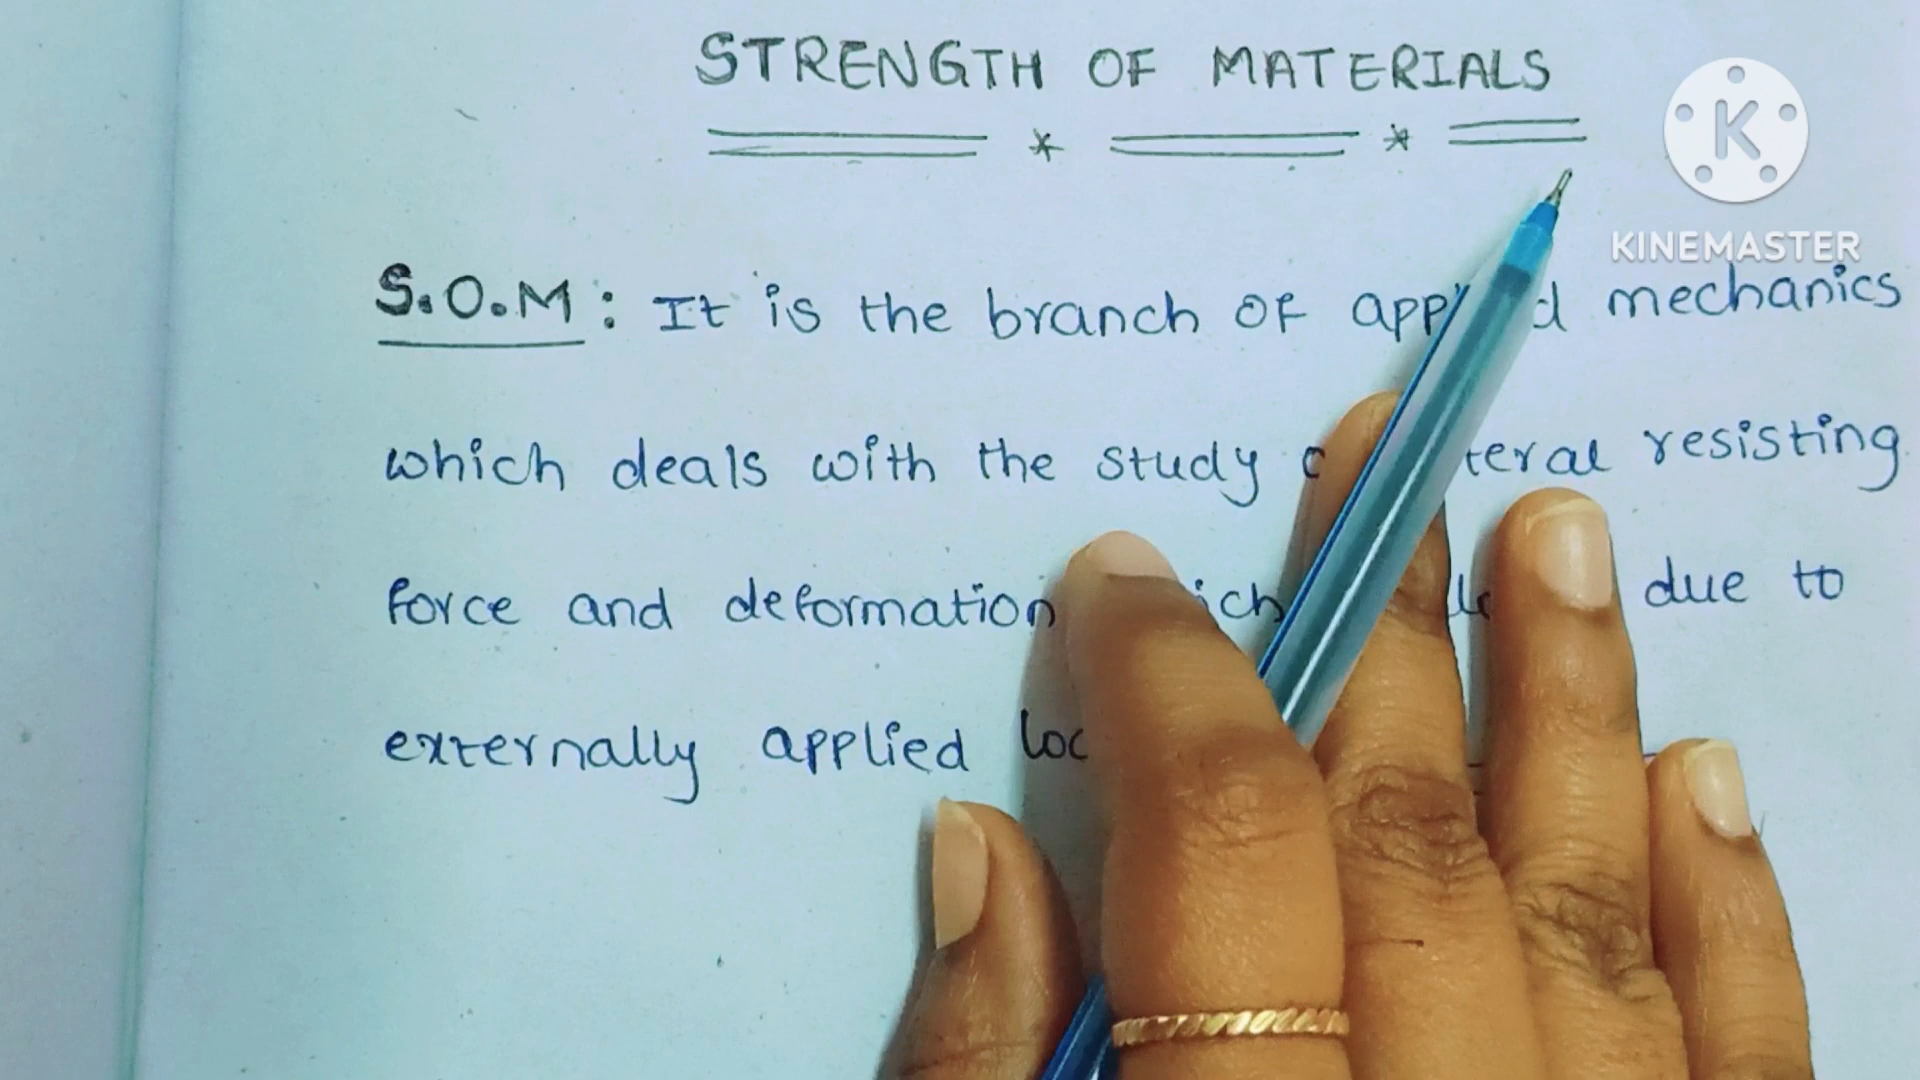 STRENGTH OF MATERIALS
K
KINEMASTER
S.O.M : It is the branch of mechanics
which deals with the study resisting
force and deformation due to
externally applied